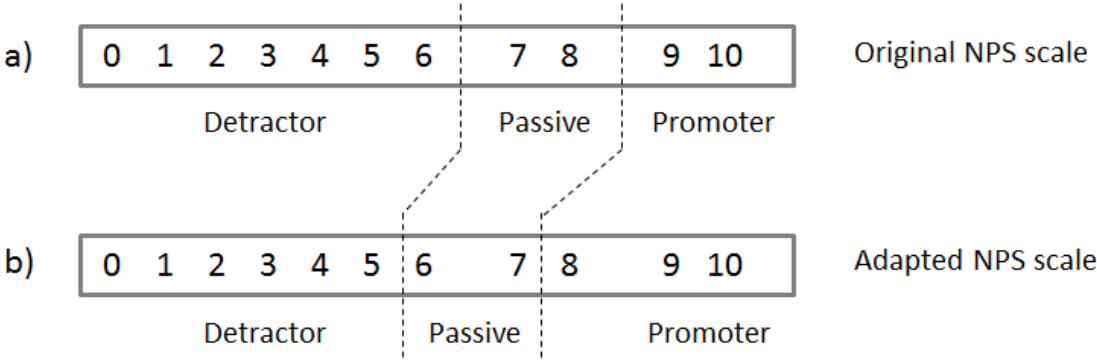 a) 0 1 2 3 4 5 6 7 8 9 10 Original NPS scale
Detractor Passive Promoter
b) 0 1 2 3 4 5 6 7 8 9 10 Adapted NPS scale
Detractor Passive Promoter